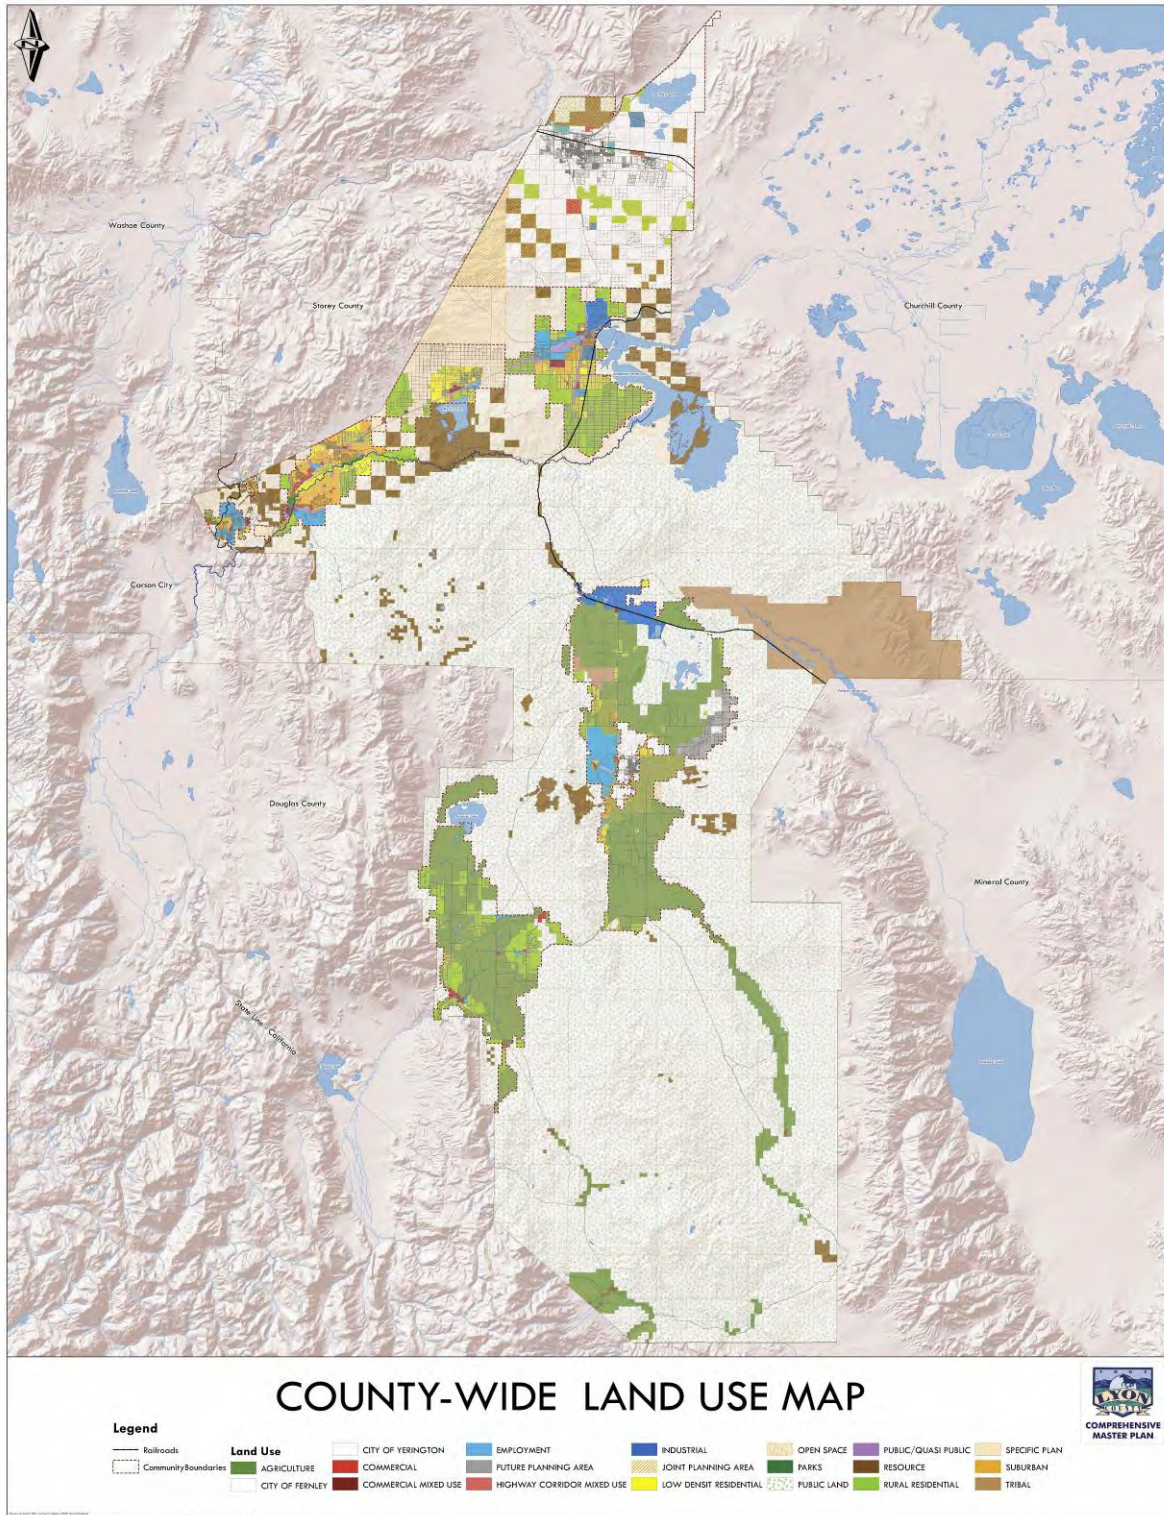 N
Washoe County
Storey County
Churchill County
Carson City
Douglas County
Mineral County
State Line - California
COUNTY-WIDE LAND USE MAP
Legend
Railroads
Community Boundaries
Land Use
AGRICULTURE
CITY OF FERNLEY
CITY OF YERINGTON
COMMERCIAL
COMMERCIAL MIXED USE
EMPLOYMENT
FUTURE PLANNING AREA
HIGHWAY CORRIDOR MIXED USE
INDUSTRIAL
JOINT PLANNING AREA
LOW DENSIT RESIDENTIAL
OPEN SPACE
PARKS
PUBLIC LAND
PUBLIC/QUASI PUBLIC
RESOURCE
RURAL RESIDENTIAL
SPECIFIC PLAN
SUBURBAN
TRIBAL
LYON
COUNTY
COMPREHENSIVE
MASTER PLAN